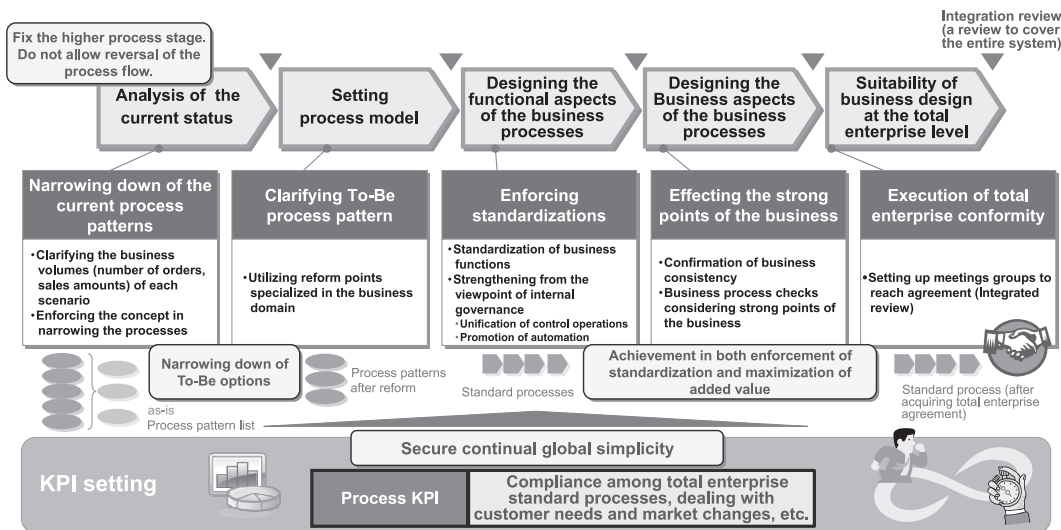 Integration review
(a review to cover
the entire system)
Fix the higher process stage.
Do not allow reversal of the
process flow.
Analysis of the
current status
Setting
process model
Designing the
functional aspects
of the business
processes
Designing the
Business aspects
of the business
processes
Suitability of
business design
at the total
enterprise level
Narrowing down of the
current process
patterns
•Clarifying the business
volumes (number of orders,
sales amounts) of each
scenario
•Enforcing the concept in
narrowing the processes
Clarifying To-Be
process pattern
•Utilizing reform points
specialized in the business
domain
Enforcing
standardizations
•Standardization of business
functions
•Strengthening from the
viewpoint of internal
governance
•Unification of control operations
•Promotion of automation
Effecting the strong
points of the business
•Confirmation of business
consistency
•Business process checks
considering strong points of
the business
Execution of total
enterprise conformity
•Setting up meetings groups to
reach agreement (Integrated
review)
as-is
Process pattern list
Narrowing down of
To-Be options
Process patterns
after reform
Standard processes
Achievement in both enforcement of
standardization and maximization of
added value
Standard process (after
acquiring total enterprise
agreement)
Secure continual global simplicity
KPI setting
Process KPI
Compliance among total enterprise
standard processes, dealing with
customer needs and market changes, etc.